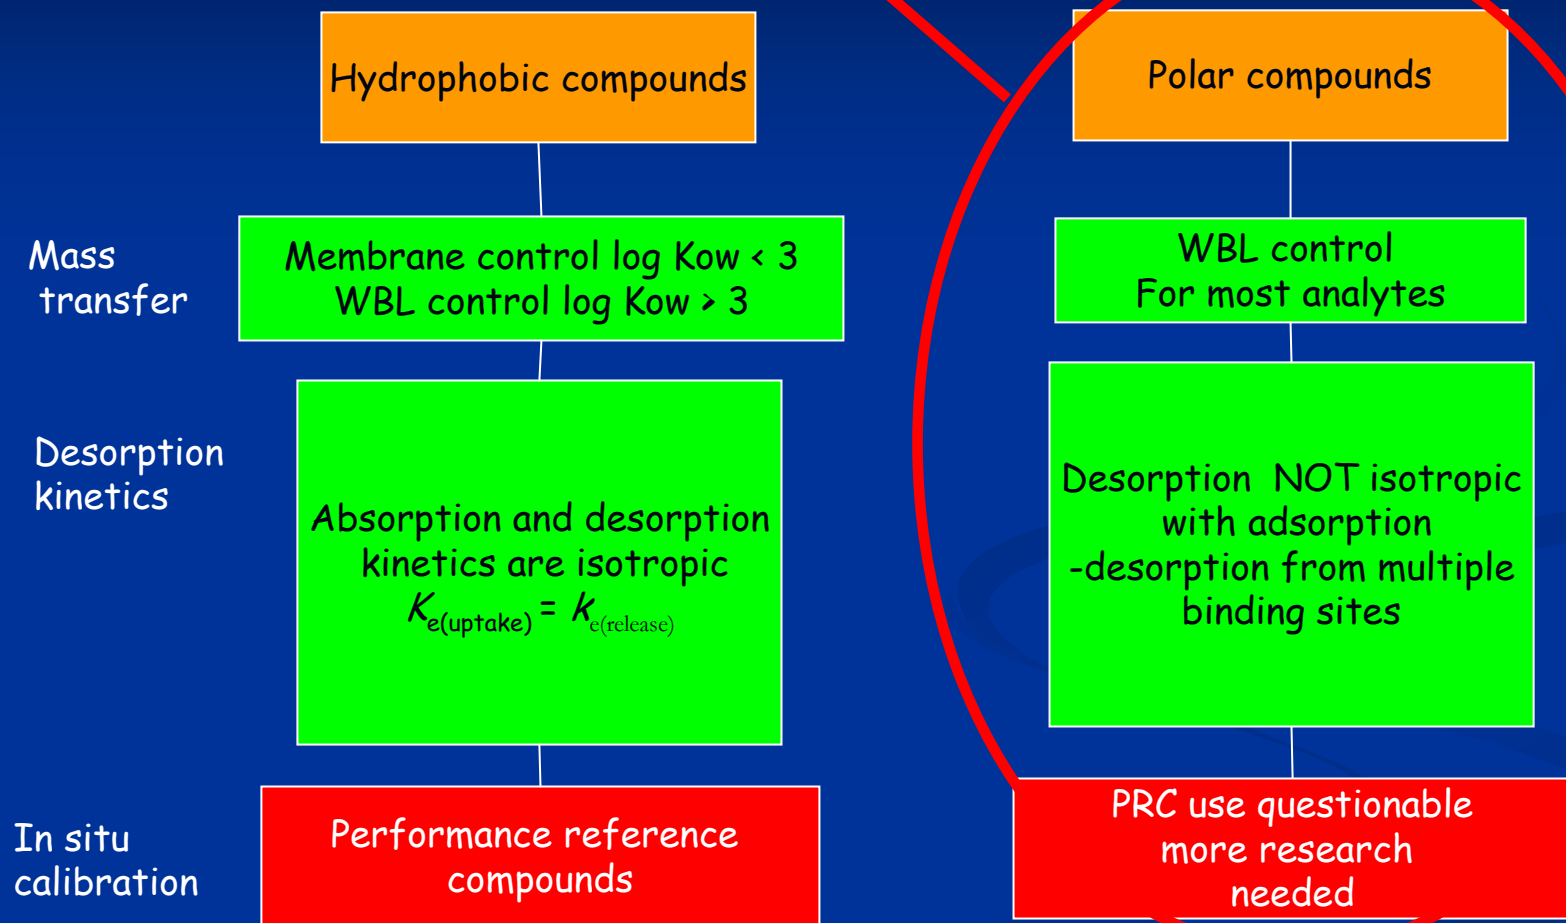 Hydrophobic compounds
Polar compounds
Mass
transfer
Membrane control log Kow < 3
WBL control log Kow > 3
WBL control
For most analytes
Desorption
kinetics
Absorption and desorption
kinetics are isotropic
Ke(uptake) = ke(release)
Desorption NOT isotropic
with adsorption
-desorption from multiple
binding sites
In situ
calibration
Performance reference
compounds
PRC use questionable
more research
needed